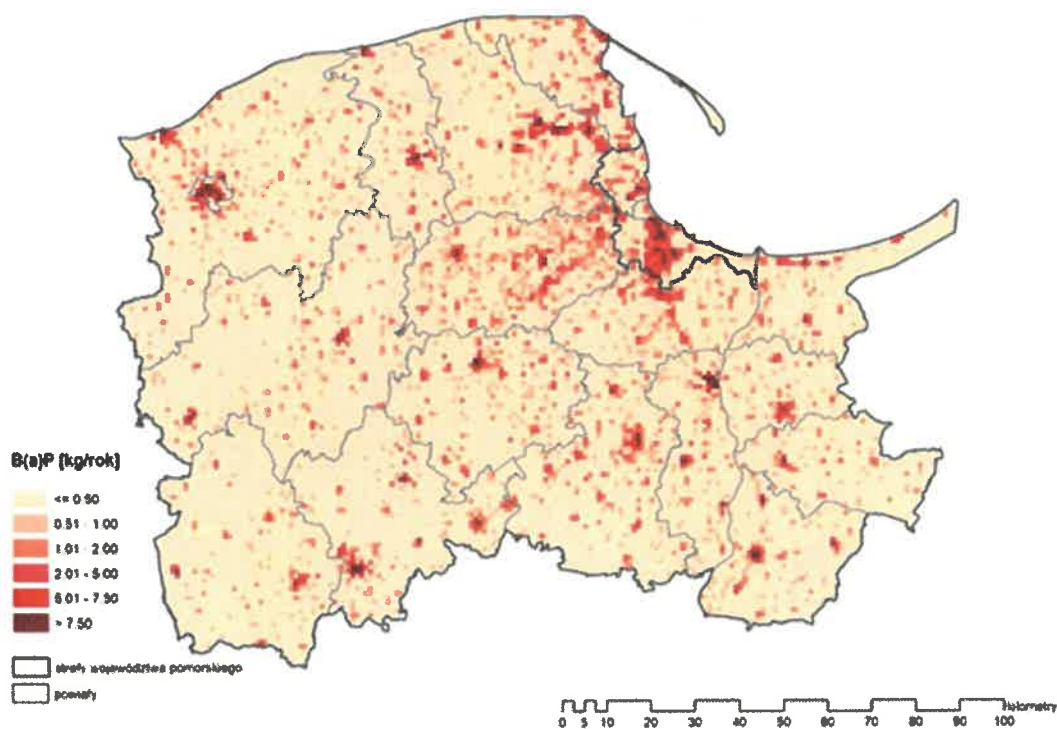 B(a)P [kg/rok]
<= 0.50
0.51 - 1.00
1.01 - 2.00
2.01 - 5.00
5.01 - 7.50
> 7.50
strefy województwa pomorskiego
powiaty
Kilometry
0 5 10 20 30 40 50 60 70 80 90 100